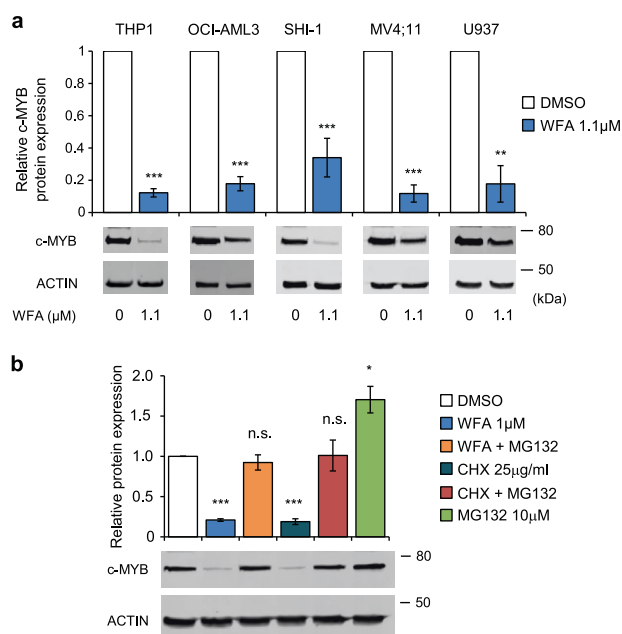 a
THP1 OCI-AML3 SHI-1 MV4;11 U937
Relative c-MYB
protein expression
1
0.8
0.6
0.4
0.2
0
*** *** *** *** **
DMSO
WFA 1.1µM
c-MYB
80
ACTIN
50
(kDa)
WFA (µM) 0 1.1 0 1.1 0 1.1 0 1.1 0 1.1
b
Relative protein expression
2.0
1.5
1.0
0.5
0.0
*** n.s. *** n.s. *
DMSO
WFA 1µM
WFA + MG132
CHX 25µg/ml
CHX + MG132
MG132 10µM
c-MYB
80
ACTIN
50